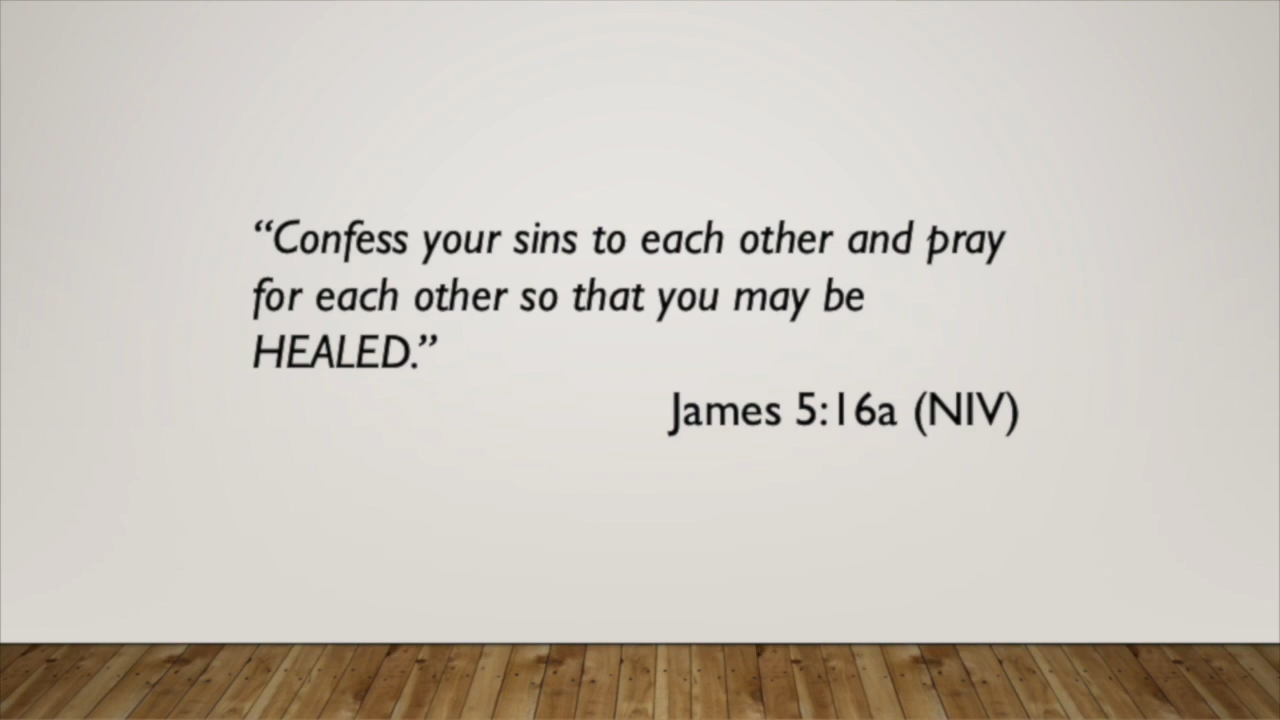 “Confess your sins to each other and pray
for each other so that you may be
HEALED.”
James 5:16a (NIV)